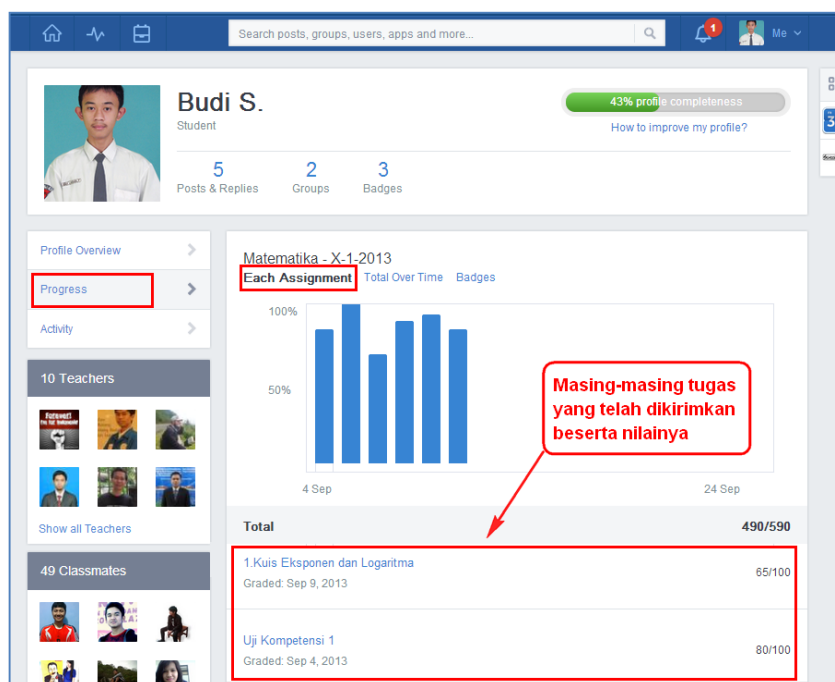 Search posts, groups, users, apps and more...
1
Me
Budi S.
Student
43% profile completeness
How to improve my profile?
5
Posts & Replies
2
Groups
3
Badges
Profile Overview
Progress
Activity
10 Teachers
Show all Teachers
49 Classmates
Matematika - X-1-2013
Each Assignment Total Over Time Badges
100%
50%
4 Sep
24 Sep
Masing-masing tugas
yang telah dikirimkan
beserta nilainya
Total 490/590
1.Kuis Eksponen dan Logaritma
Graded: Sep 9, 2013
65/100
Uji Kompetensi 1
Graded: Sep 4, 2013
80/100
3